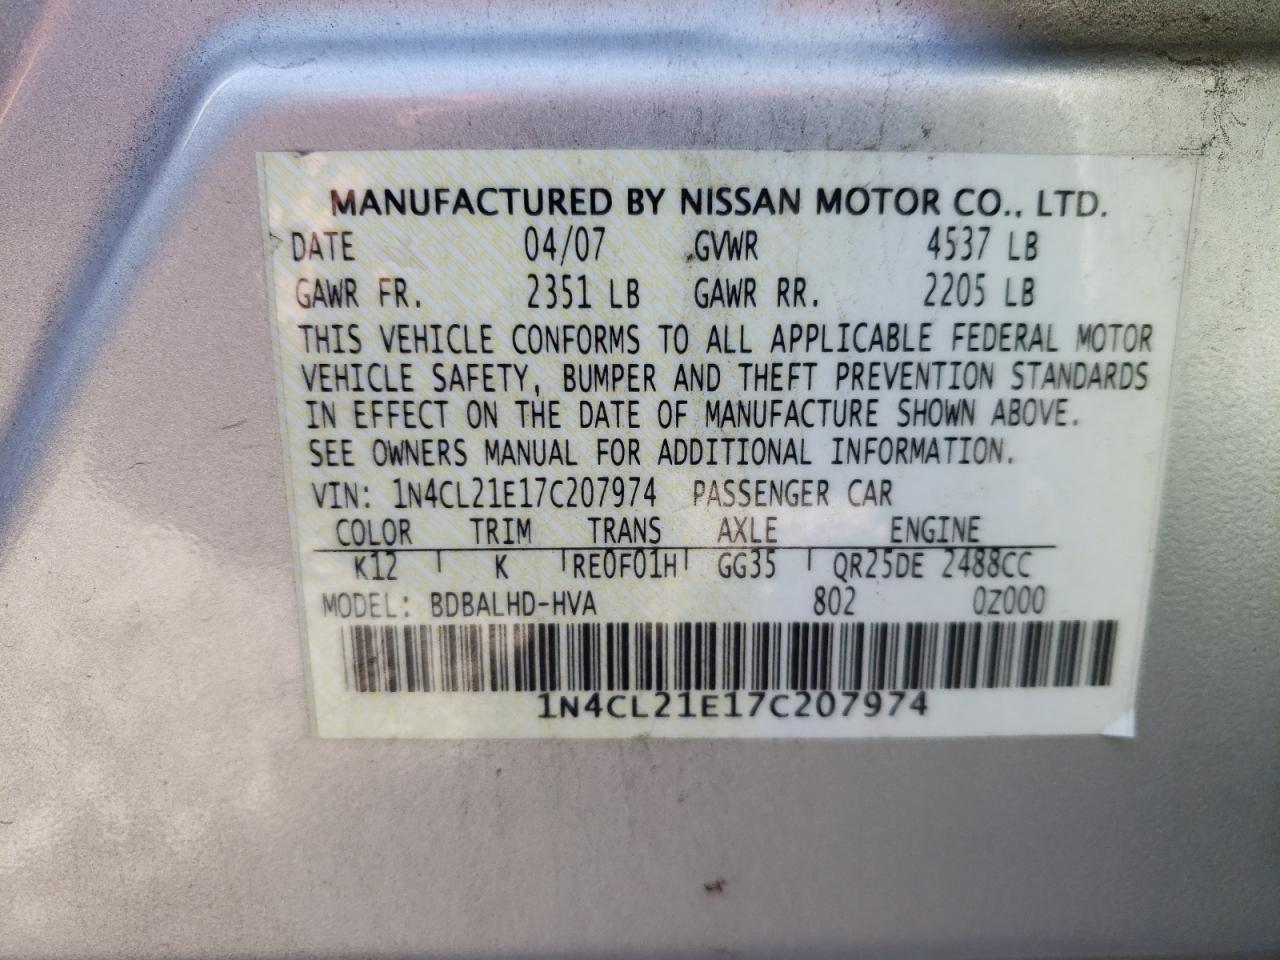 MANUFACTURED BY NISSAN MOTOR CO., LTD.
DATE 04/07 GVWR 4537 LB
GAWR FR. 2351 LB GAWR RR. 2205 LB
THIS VEHICLE CONFORMS TO ALL APPLICABLE FEDERAL MOTOR
VEHICLE SAFETY, BUMPER AND THEFT PREVENTION STANDARDS
IN EFFECT ON THE DATE OF MANUFACTURE SHOWN ABOVE.
SEE OWNERS MANUAL FOR ADDITIONAL INFORMATION.
VIN: 1N4CL21E17C207974 PASSENGER CAR
COLOR TRIM TRANS AXLE ENGINE
K12 K RE0F01H GG35 QR25DE 2488CC
MODEL: BDBALHD-HVA 802 0Z000
1N4CL21E17C207974